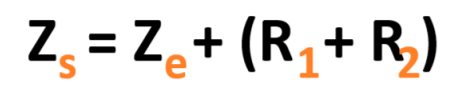 Zₛ = Zₑ + (R₁ + R₂)